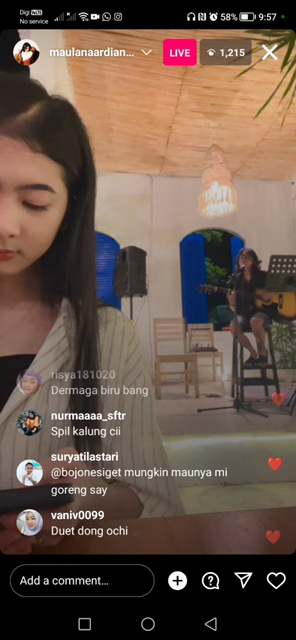 Digi VoLTE
No service
58% 9:57
maulanaardian...
LIVE
1,215
risya181020
Dermaga biru bang
nurmaaaa_sftr
Spil kalung cii
suryatilastari
@bojonesiget mungkin maunya mi
goreng say
vaniv0099
Duet dong ochi
Add a comment...